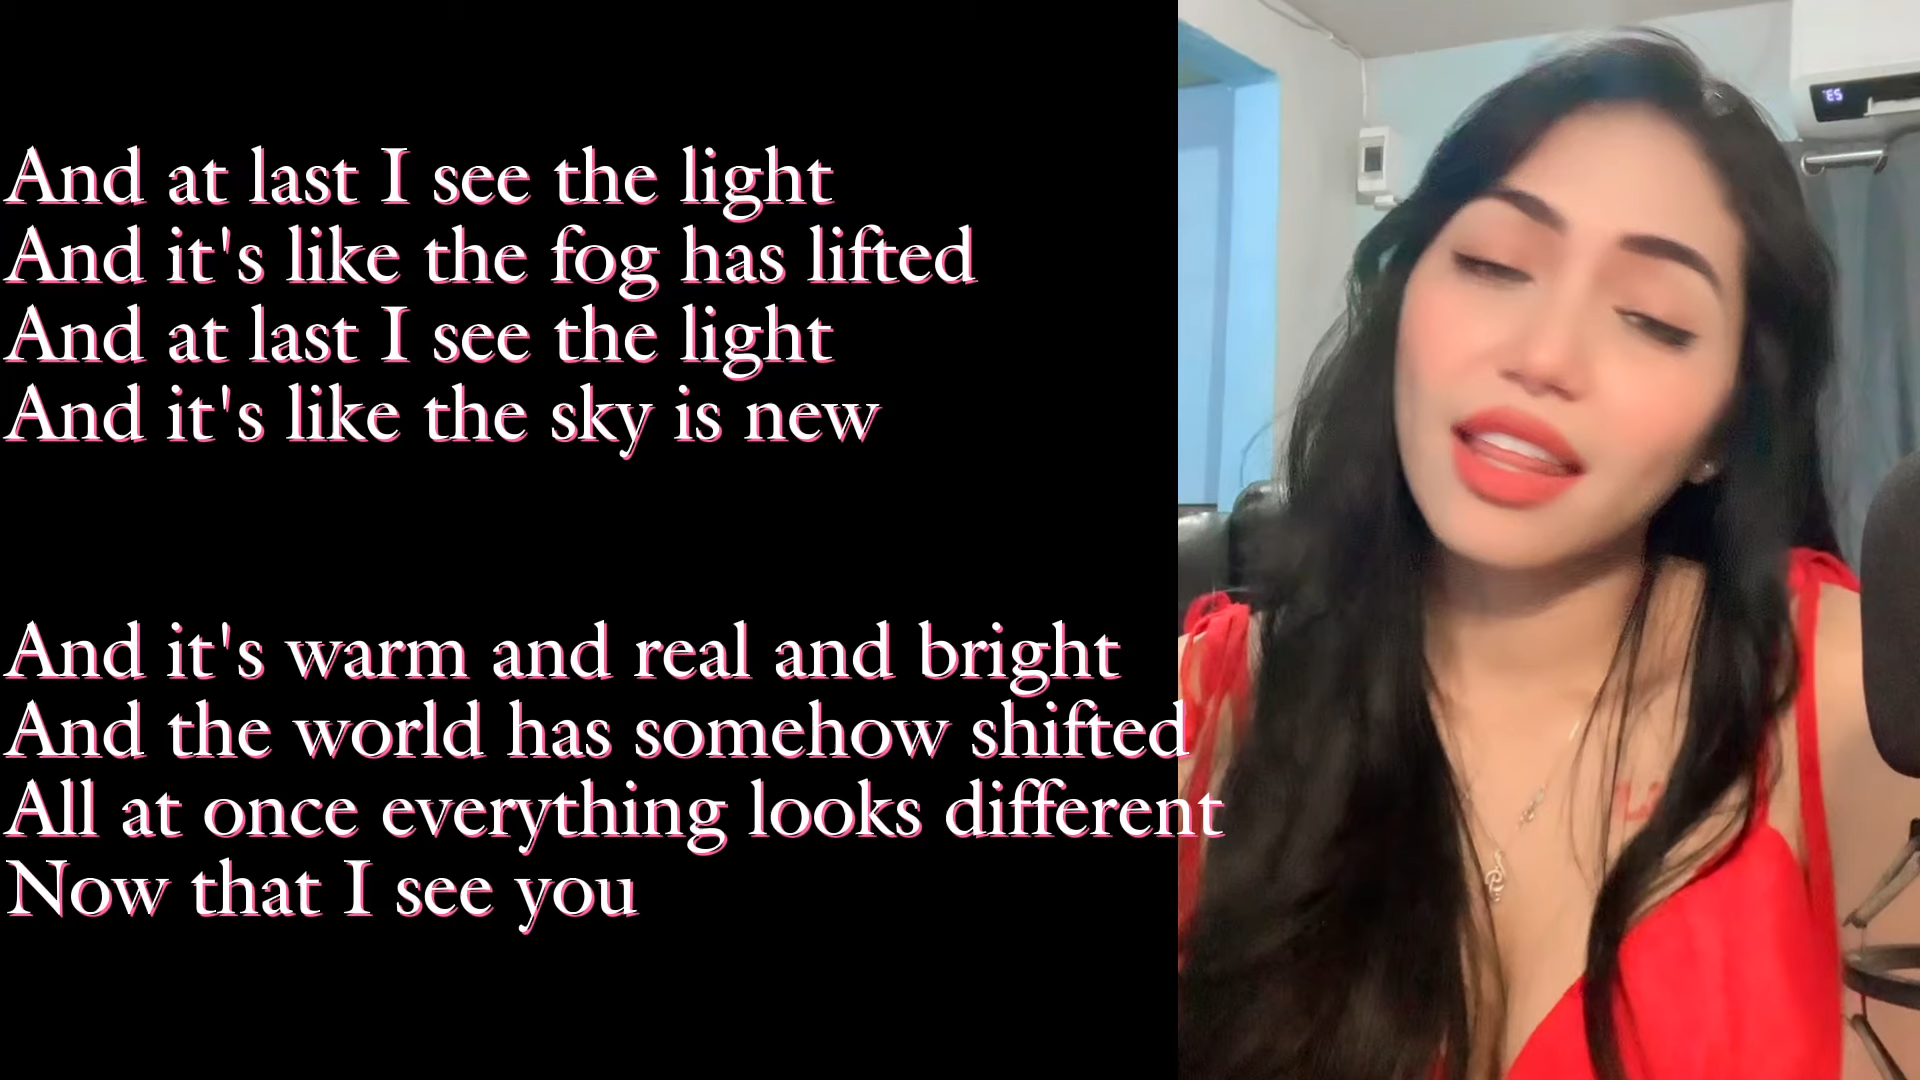 And at last I see the light
And it's like the fog has lifted
And at last I see the light
And it's like the sky is new
And it's warm and real and bright
And the world has somehow shifted
All at once everything looks different
Now that I see you